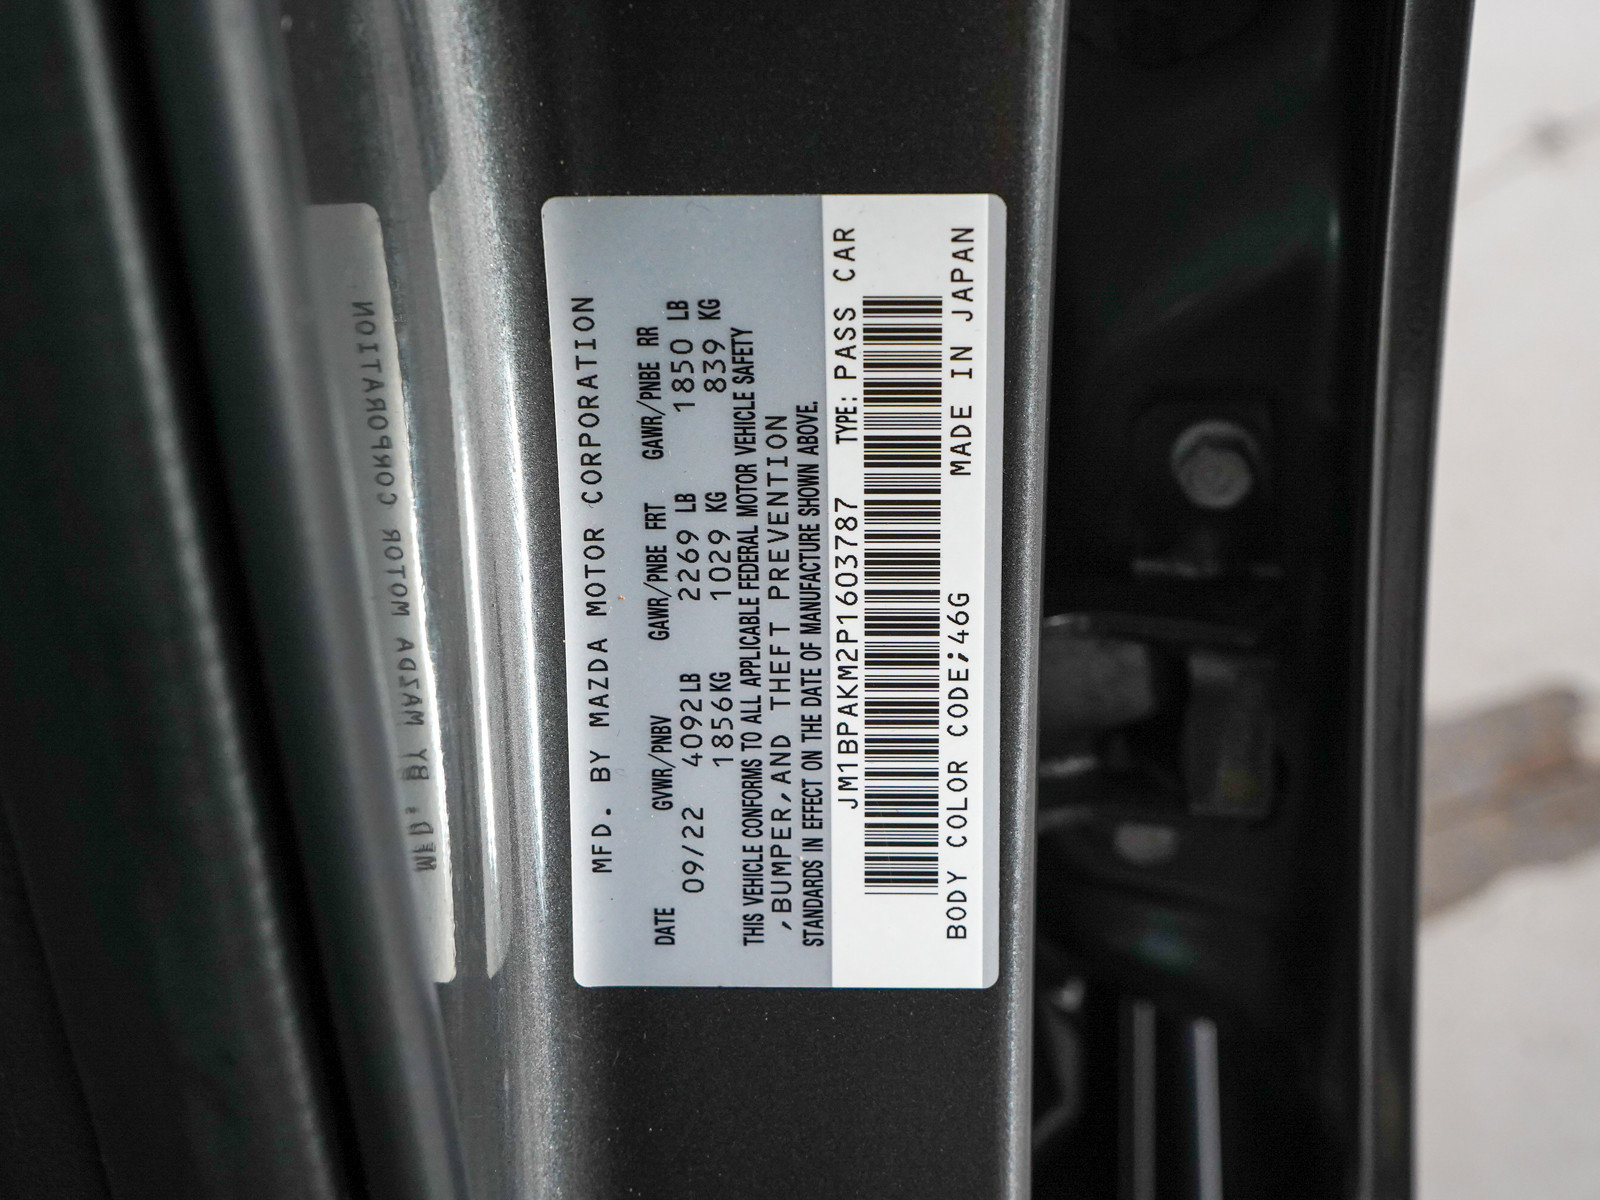 MFD. BY MAZDA MOTOR CORPORATION
DATE GVWR/PNBV GAWR/PNBE FRT GAWR/PNBE RR
09/22 4092LB 2269 LB 1850 LB
1856KG 1029 KG 839 KG
THIS VEHICLE CONFORMS TO ALL APPLICABLE FEDERAL MOTOR VEHICLE SAFETY
,BUMPER,AND THEFT PREVENTION
STANDARDS IN EFFECT ON THE DATE OF MANUFACTURE SHOWN ABOVE.
JM1BPAKM2P1603787 TYPE: PASS CAR
BODY COLOR CODE;46G MADE IN JAPAN
MFD. BY MAZDA MOTOR CORPORATION